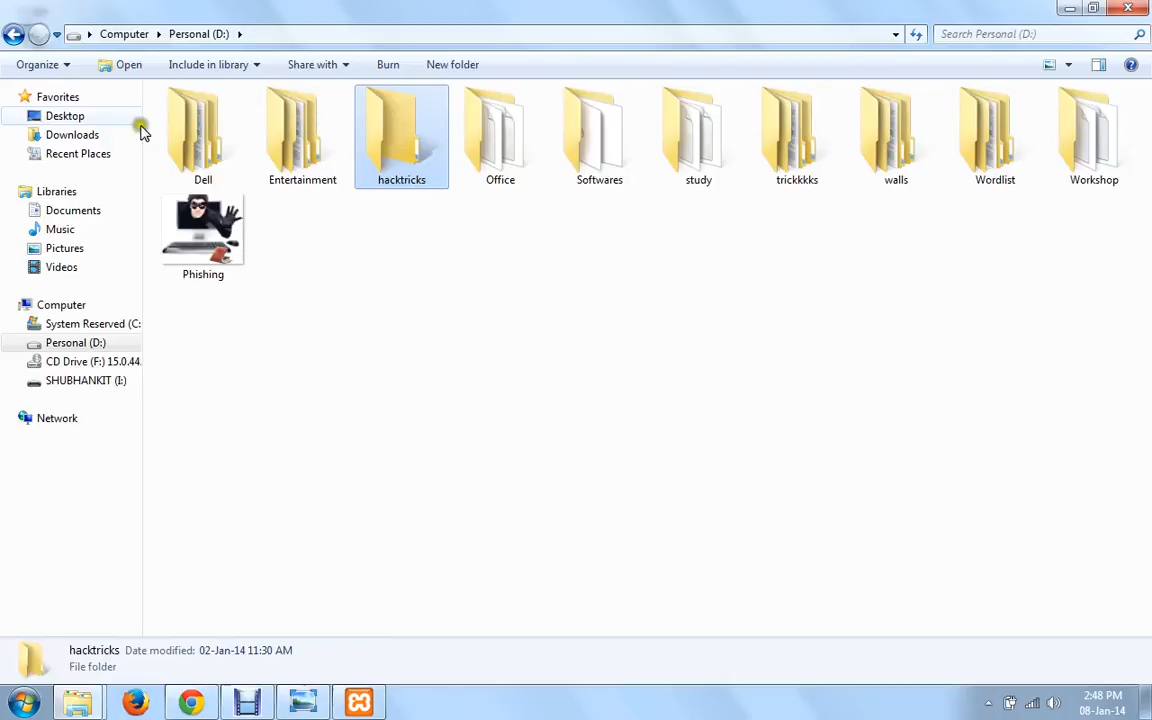 Computer Personal (D:) Search Personal (D:)
Organize Open Include in library Share with Burn New folder
Favorites
Desktop
Downloads
Recent Places
Libraries
Documents
Music
Pictures
Videos
Computer
System Reserved (C:
Personal (D:)
CD Drive (F:) 15.0.44.
SHUBHANKIT (I:)
Network
Dell Entertainment hacktricks Office Softwares study trickkkks walls Wordlist Workshop
Phishing
hacktricks Date modified: 02-Jan-14 11:30 AM
File folder
2:48 PM
08-Jan-14